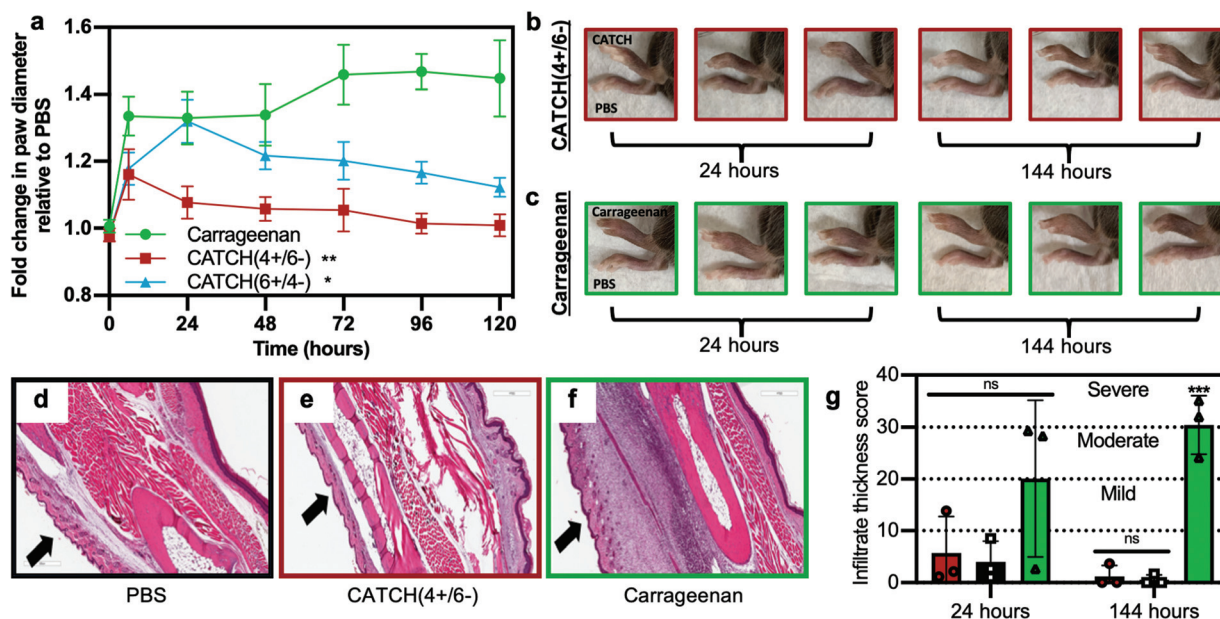 a
1.6
1.4
1.2
1.0
0.8
Fold change in paw diameter
relative to PBS
Carrageenan
CATCH(4+/6-) **
CATCH(6+/4-) *
0 24 48 72 96 120
Time (hours)
b
CATCH(4+/6-)
CATCH
PBS
24 hours
144 hours
c
Carrageenan
Carrageenan
PBS
24 hours
144 hours
d
PBS
e
CATCH(4+/6-)
f
Carrageenan
g
Infiltrate thickness score
40
30
20
10
0
ns
Severe
***
Moderate
Mild
ns
24 hours
144 hours